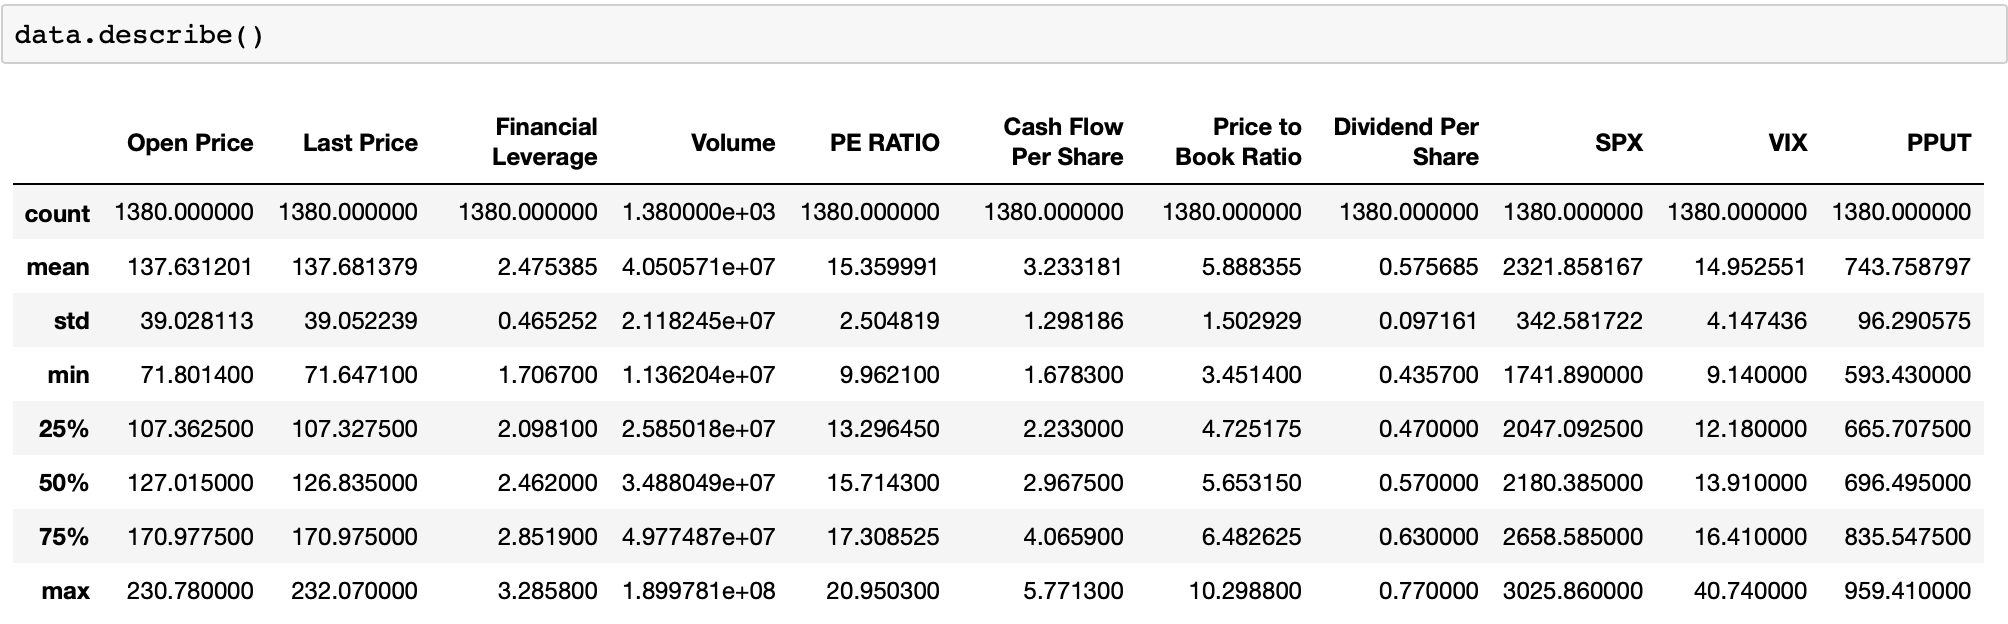 data.describe()
Open Price Last Price Financial Leverage Volume PE RATIO Cash Flow Per Share Price to Book Ratio Dividend Per Share SPX VIX PPUT
count 1380.000000 1380.000000 1380.000000 1.380000e+03 1380.000000 1380.000000 1380.000000 1380.000000 1380.000000 1380.000000 1380.000000
mean 137.631201 137.681379 2.475385 4.050571e+07 15.359991 3.233181 5.888355 0.575685 2321.858167 14.952551 743.758797
std 39.028113 39.052239 0.465252 2.118245e+07 2.504819 1.298186 1.502929 0.097161 342.581722 4.147436 96.290575
min 71.801400 71.647100 1.706700 1.136204e+07 9.962100 1.678300 3.451400 0.435700 1741.890000 9.140000 593.430000
25% 107.362500 107.327500 2.098100 2.585018e+07 13.296450 2.233000 4.725175 0.470000 2047.092500 12.180000 665.707500
50% 127.015000 126.835000 2.462000 3.488049e+07 15.714300 2.967500 5.653150 0.570000 2180.385000 13.910000 696.495000
75% 170.977500 170.975000 2.851900 4.977487e+07 17.308525 4.065900 6.482625 0.630000 2658.585000 16.410000 835.547500
max 230.780000 232.070000 3.285800 1.899781e+08 20.950300 5.771300 10.298800 0.770000 3025.860000 40.740000 959.410000